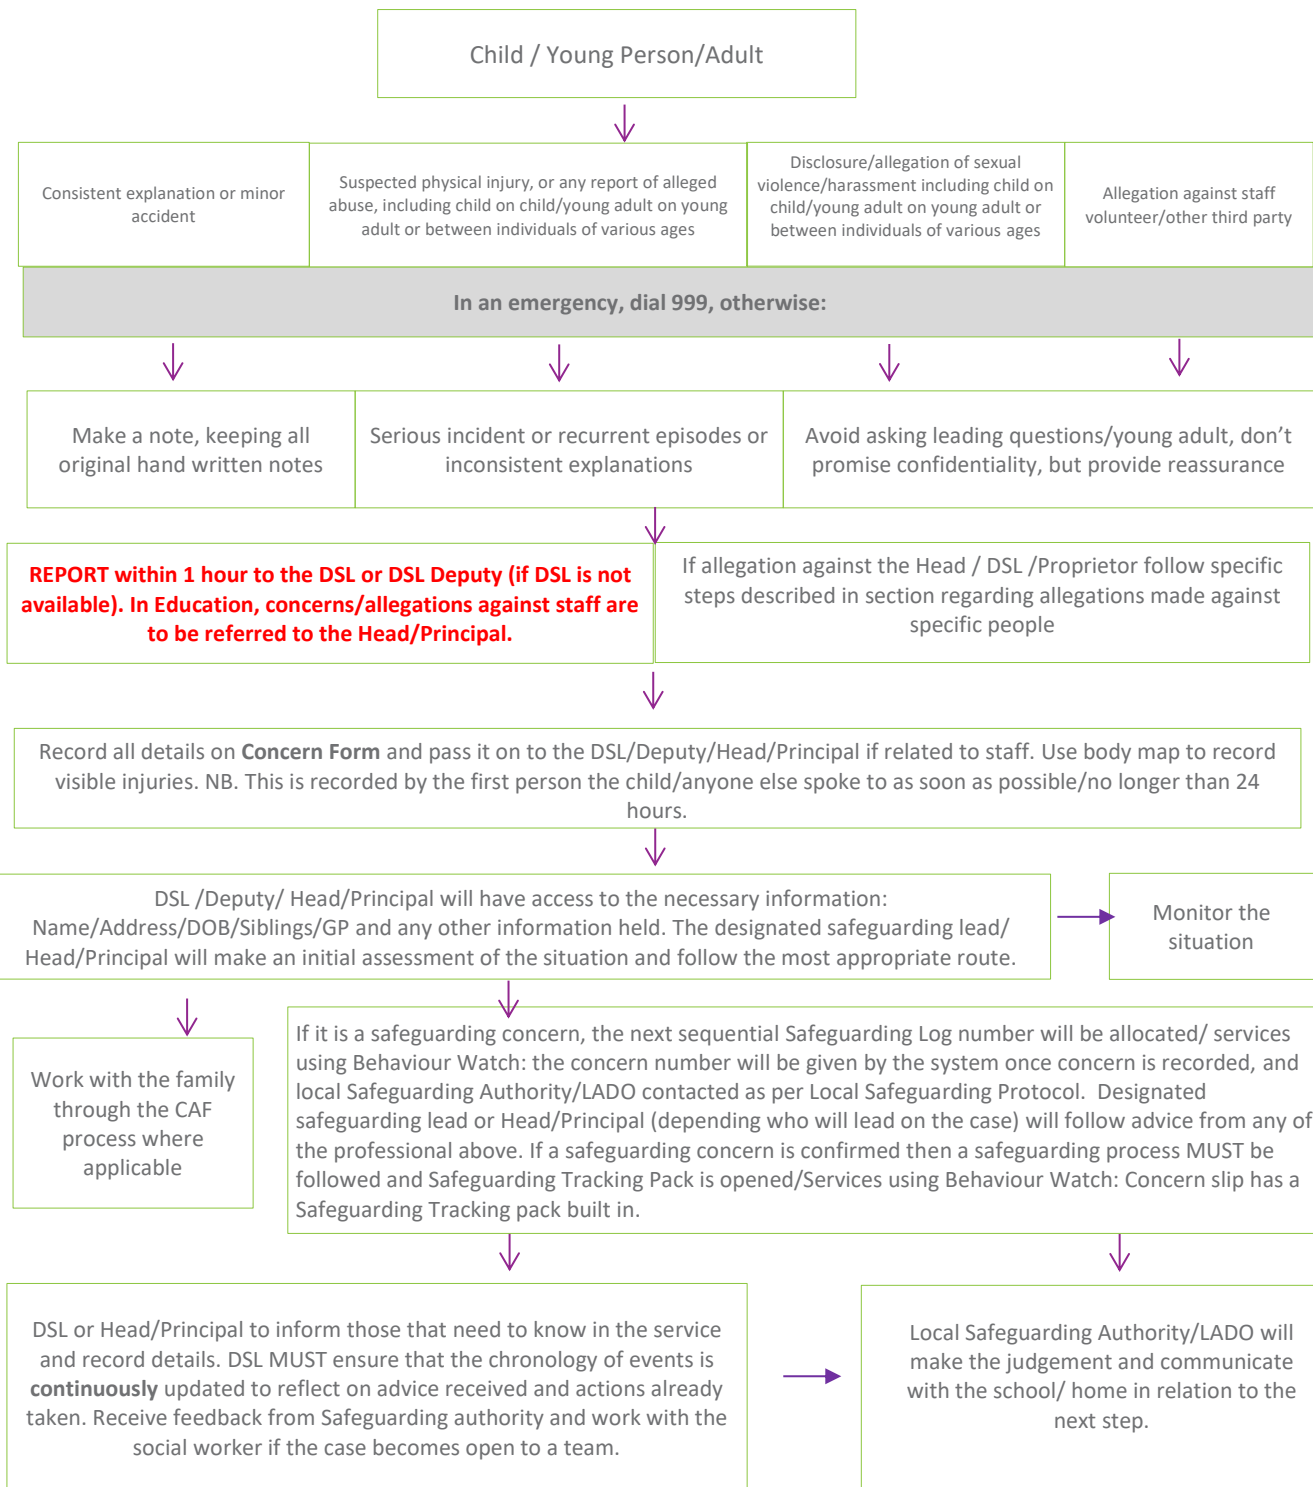 Child / Young Person/Adult
Consistent explanation or minor
accident
Suspected physical injury, or any report of alleged
abuse, including child on child/young adult on young
adult or between individuals of various ages
Disclosure/allegation of sexual
violence/harassment including child on
child/young adult on young adult or
between individuals of various ages
Allegation against staff
volunteer/other third party
In an emergency, dial 999, otherwise:
Make a note, keeping all
original hand written notes
Serious incident or recurrent episodes or
inconsistent explanations
Avoid asking leading questions/young adult, don’t
promise confidentiality, but provide reassurance
REPORT within 1 hour to the DSL or DSL Deputy (if DSL is not
available). In Education, concerns/allegations against staff are
to be referred to the Head/Principal.
If allegation against the Head / DSL /Proprietor follow specific
steps described in section regarding allegations made against
specific people
Record all details on Concern Form and pass it on to the DSL/Deputy/Head/Principal if related to staff. Use body map to record
visible injuries. NB. This is recorded by the first person the child/anyone else spoke to as soon as possible/no longer than 24
hours.
DSL /Deputy/ Head/Principal will have access to the necessary information:
Name/Address/DOB/Siblings/GP and any other information held. The designated safeguarding lead/
Head/Principal will make an initial assessment of the situation and follow the most appropriate route.
Monitor the
situation
Work with the family
through the CAF
process where
applicable
If it is a safeguarding concern, the next sequential Safeguarding Log number will be allocated/ services
using Behaviour Watch: the concern number will be given by the system once concern is recorded, and
local Safeguarding Authority/LADO contacted as per Local Safeguarding Protocol.  Designated
safeguarding lead or Head/Principal (depending who will lead on the case) will follow advice from any of
the professional above. If a safeguarding concern is confirmed then a safeguarding process MUST be
followed and Safeguarding Tracking Pack is opened/Services using Behaviour Watch: Concern slip has a
Safeguarding Tracking pack built in.
DSL or Head/Principal to inform those that need to know in the service
and record details. DSL MUST ensure that the chronology of events is
continuously updated to reflect on advice received and actions already
taken. Receive feedback from Safeguarding authority and work with the
social worker if the case becomes open to a team.
Local Safeguarding Authority/LADO will
make the judgement and communicate
with the school/ home in relation to the
next step.